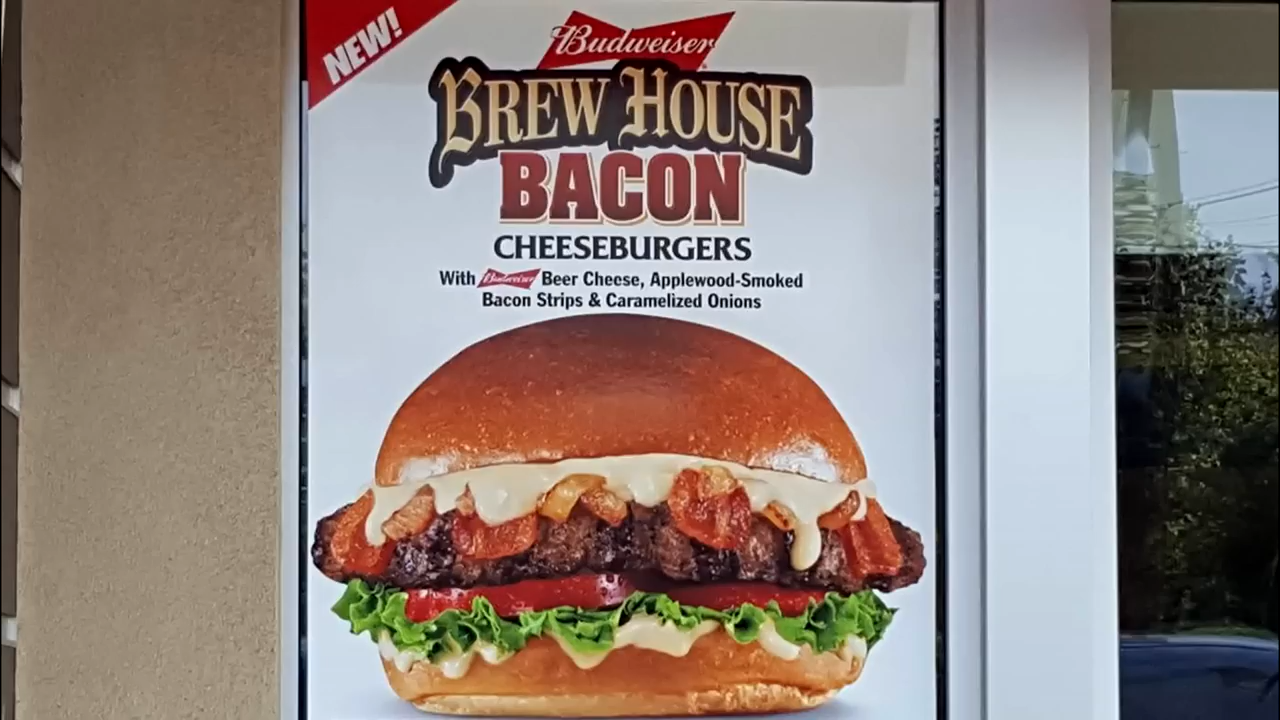 NEW!
Budweiser
BREW HOUSE
BACON
CHEESEBURGERS
With Budweiser Beer Cheese, Applewood-Smoked
Bacon Strips & Caramelized Onions